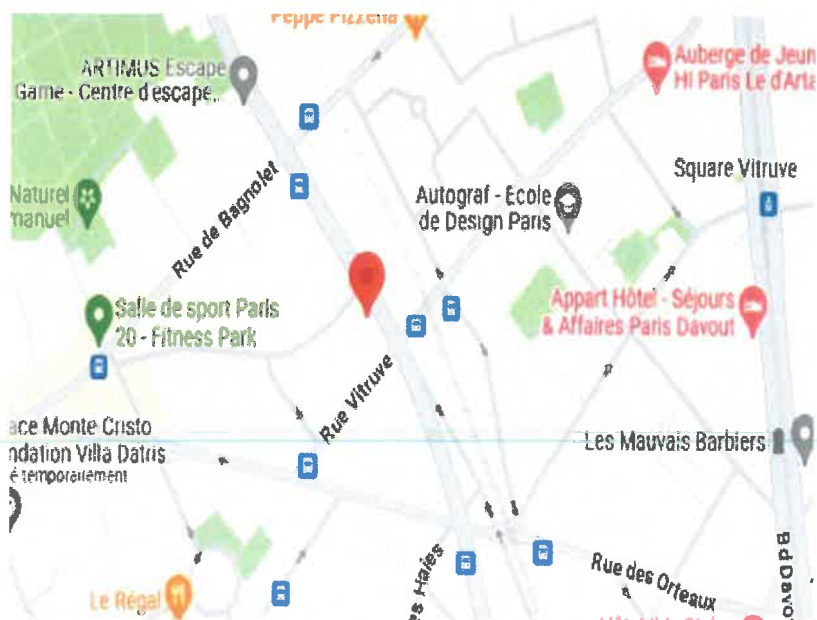 Peppe Pizzeria
ARTIMUS Escape
Game - Centre d'escape...
Auberge de Jeun
HI Paris Le d'Arta
Rue de Bagnolet
Square Vitruve
Naturel
manuel
Autograf - Ecole
de Design Paris
Salle de sport Paris
20 - Fitness Park
Appart Hôtel - Séjours
& Affaires Paris Davout
Rue Vitruve
ace Monte Cristo
ndation Villa Datris
é temporairement
Les Mauvais Barbiers
Bd Davo
es Haies
Rue des Orteaux
Le Régal